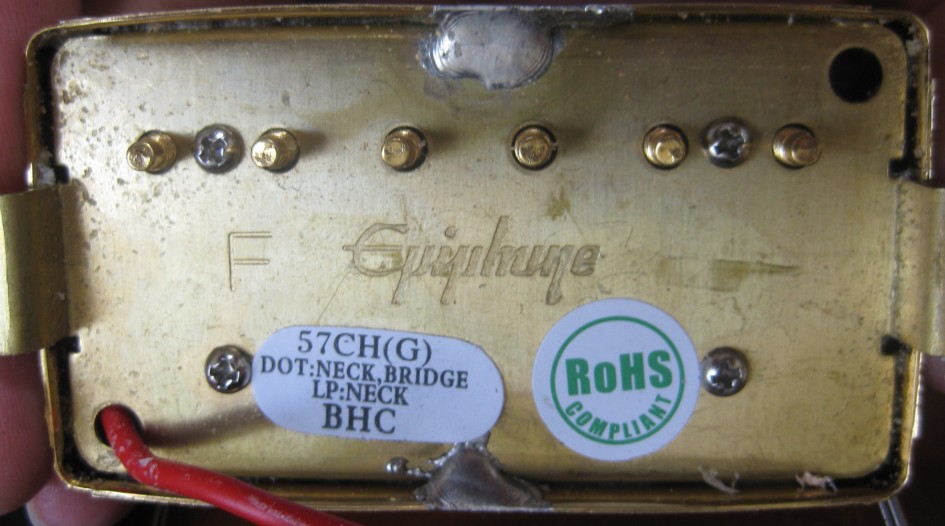 F Epiphone
57CH(G)
DOT:NECK,BRIDGE
LP:NECK
BHC
RoHS
COMPLIANT